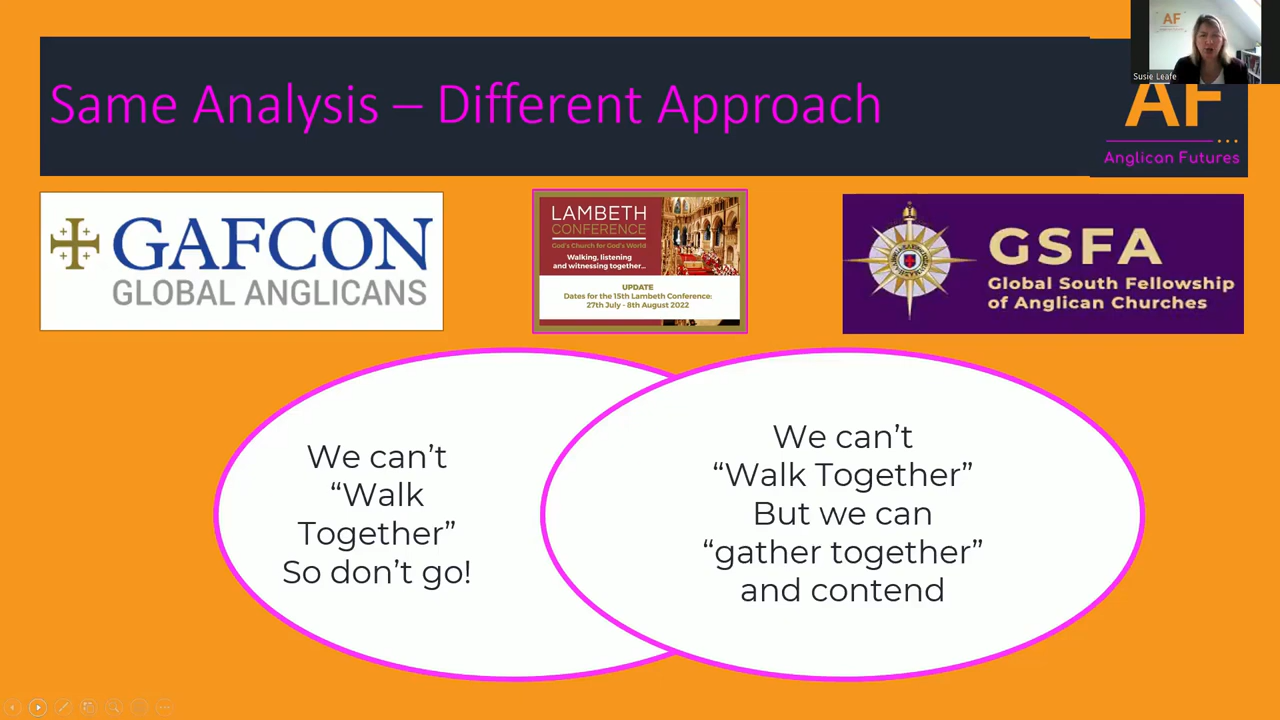 AF
Susie Leafe
Same Analysis – Different Approach
AF
Anglican Futures
GAFCON
GLOBAL ANGLICANS
LAMBETH
CONFERENCE
God's Church for God's World
Walking, listening
and witnessing together...
UPDATE
Dates for the 15th Lambeth Conference:
27th July - 8th August 2022
GSFA
Global South Fellowship
of Anglican Churches
We can’t
“Walk
Together”
So don’t go!
We can’t
“Walk Together”
But we can
“gather together”
and contend